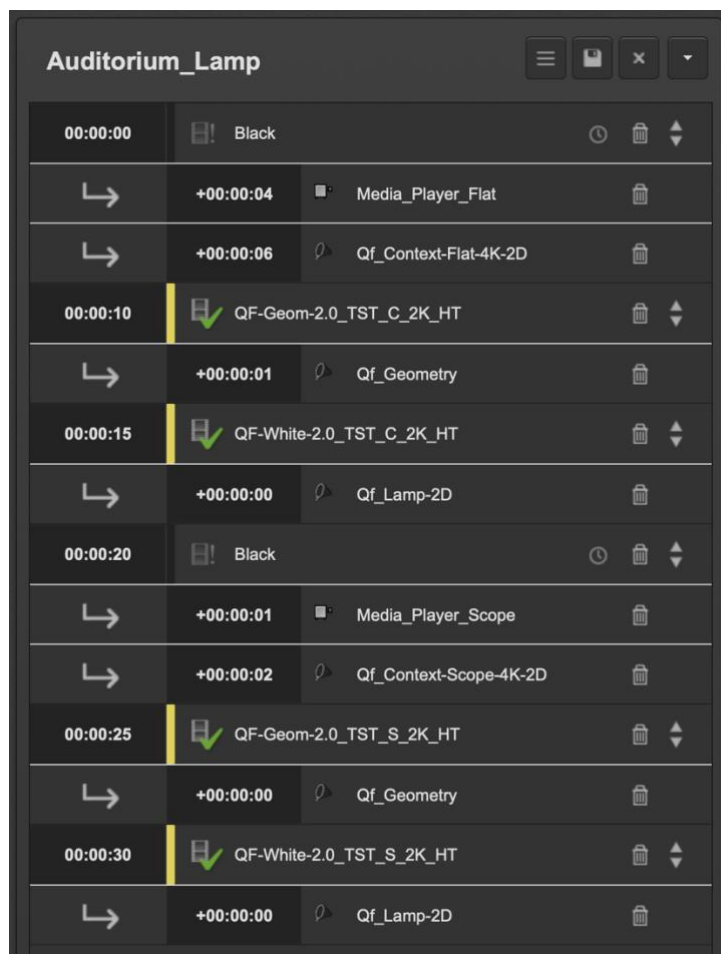 Auditorium_Lamp
00:00:00 Black
+00:00:04 Media_Player_Flat
+00:00:06 Qf_Context-Flat-4K-2D
00:00:10 QF-Geom-2.0_TST_C_2K_HT
+00:00:01 Qf_Geometry
00:00:15 QF-White-2.0_TST_C_2K_HT
+00:00:00 Qf_Lamp-2D
00:00:20 Black
+00:00:01 Media_Player_Scope
+00:00:02 Qf_Context-Scope-4K-2D
00:00:25 QF-Geom-2.0_TST_S_2K_HT
+00:00:00 Qf_Geometry
00:00:30 QF-White-2.0_TST_S_2K_HT
+00:00:00 Qf_Lamp-2D